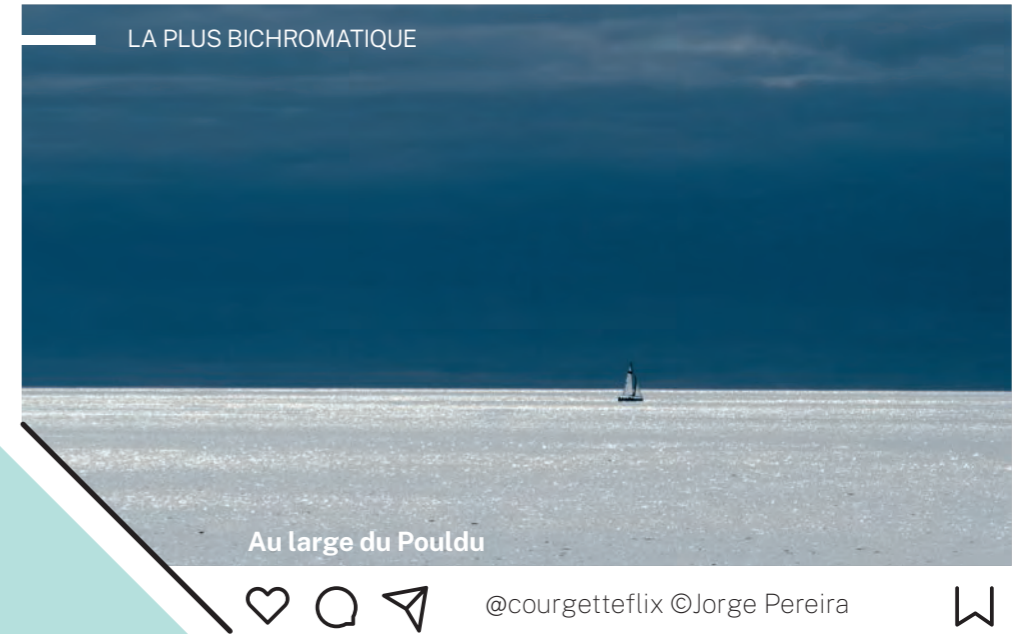 LA PLUS BICHROMATIQUE
Au large du Pouldu
@courgetteflix ©Jorge Pereira